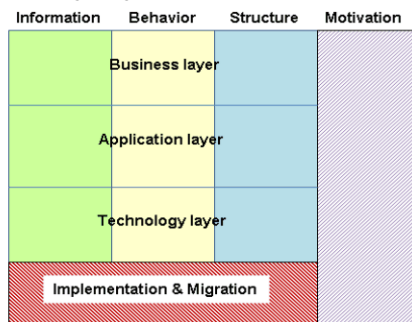 Information Behavior Structure Motivation
Business layer
Application layer
Technology layer
Implementation & Migration